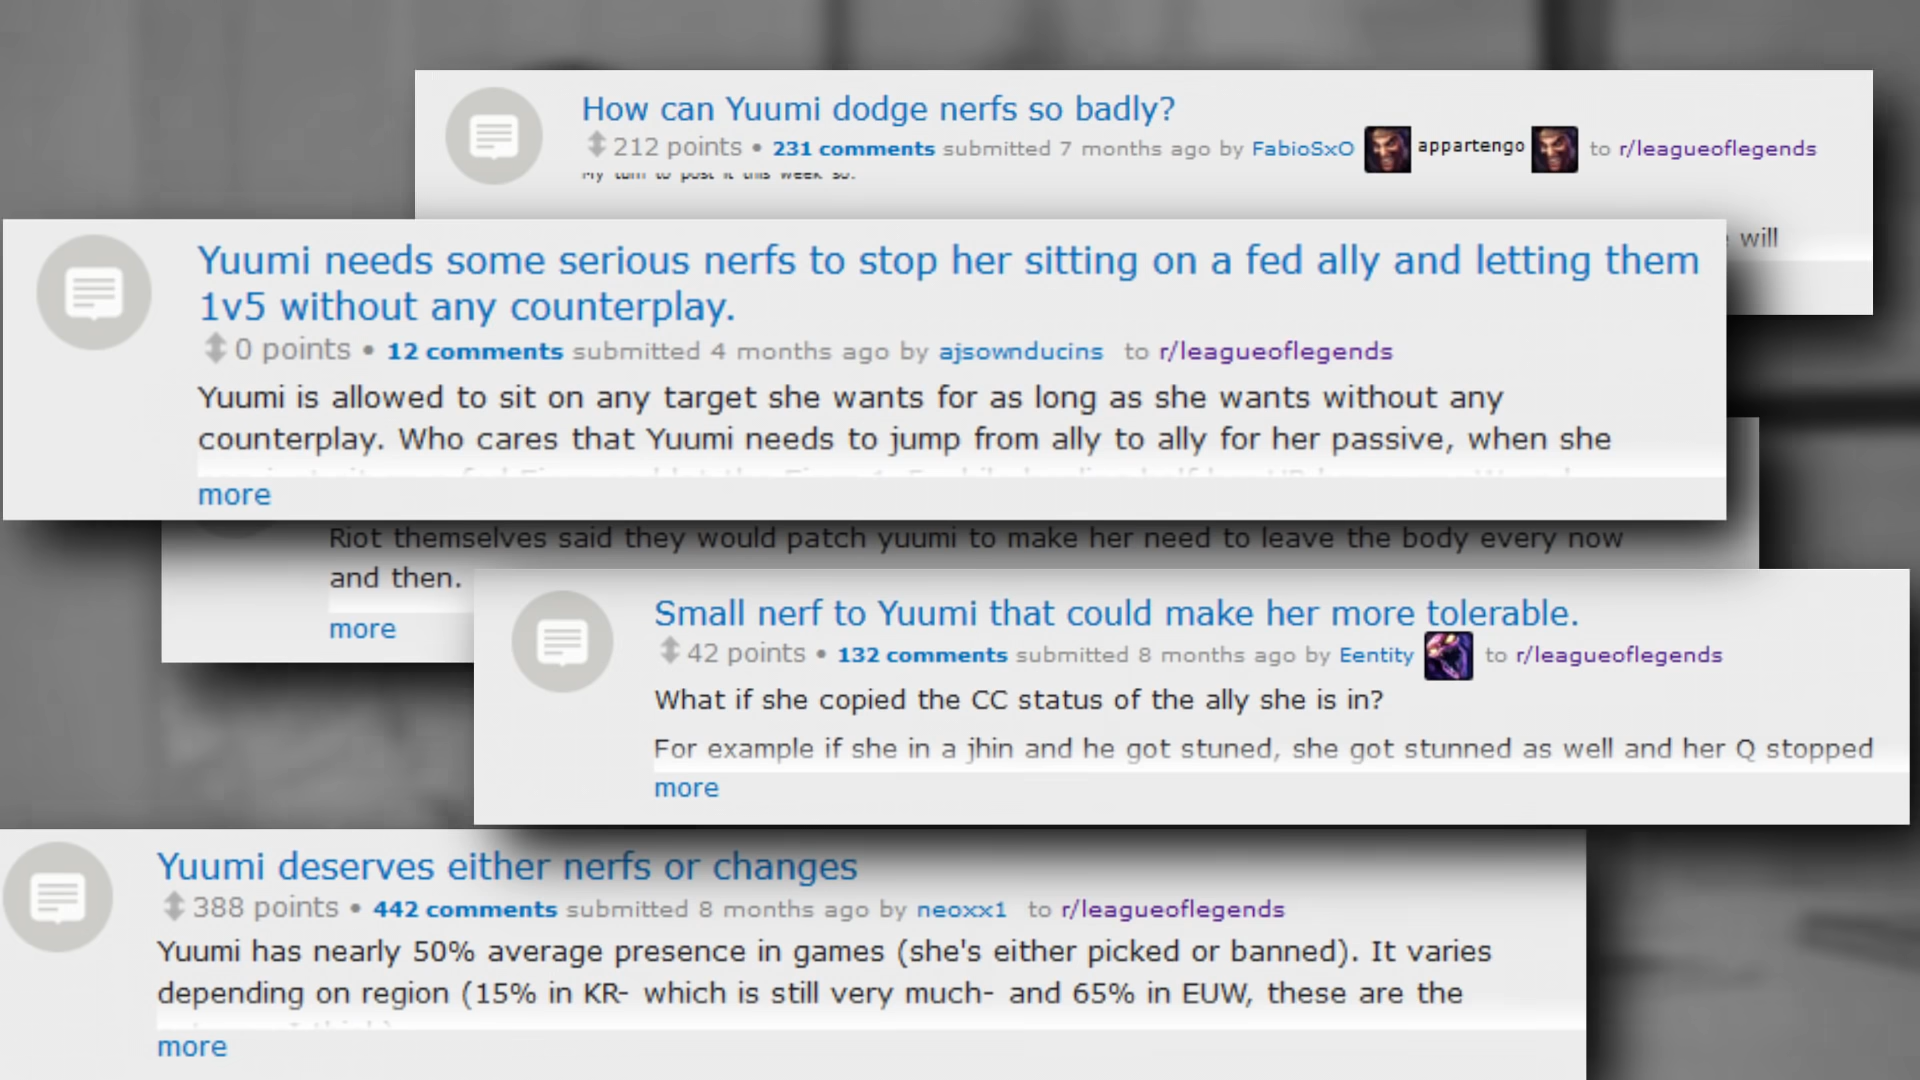 How can Yuumi dodge nerfs so badly?
212 points • 231 comments submitted 7 months ago by FabioSxO appartengo to r/leagueoflegends
My turn to post it this week so.
will
Yuumi needs some serious nerfs to stop her sitting on a fed ally and letting them
1v5 without any counterplay.
0 points • 12 comments submitted 4 months ago by ajsownducins to r/leagueoflegends
Yuumi is allowed to sit on any target she wants for as long as she wants without any
counterplay. Who cares that Yuumi needs to jump from ally to ally for her passive, when she
more
Riot themselves said they would patch yuumi to make her need to leave the body every now
and then.
more
Small nerf to Yuumi that could make her more tolerable.
42 points • 132 comments submitted 8 months ago by Eentity to r/leagueoflegends
What if she copied the CC status of the ally she is in?
For example if she in a jhin and he got stuned, she got stunned as well and her Q stopped
more
Yuumi deserves either nerfs or changes
388 points • 442 comments submitted 8 months ago by neoxx1 to r/leagueoflegends
Yuumi has nearly 50% average presence in games (she's either picked or banned). It varies
depending on region (15% in KR- which is still very much- and 65% in EUW, these are the
more